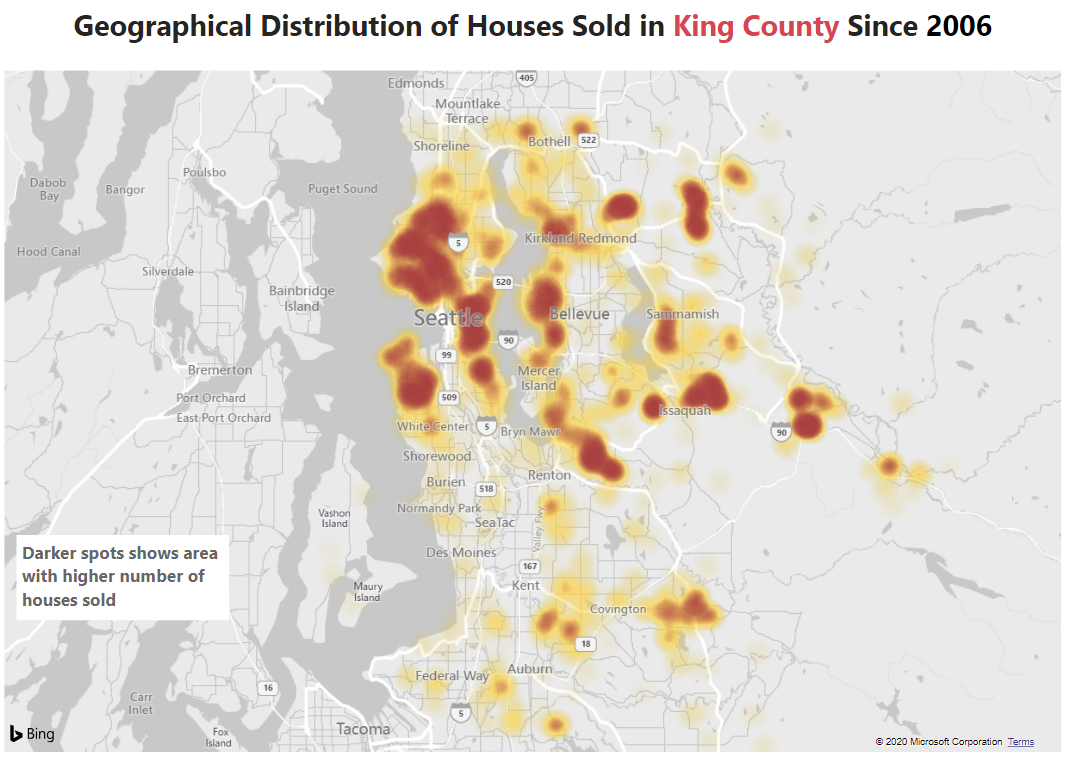 Geographical Distribution of Houses Sold in King County Since 2006
Edmonds
405
Mountlake
Terrace
Shoreline
Bothell
522
Poulsbo
Dabob
Bay
Bangor
Puget Sound
Hood Canal
5
Kirkland
Redmond
Silverdale
Bainbridge
Island
520
Seattle
Bellevue
Sammamish
90
99
Bremerton
Mercer
Island
Port Orchard
509
East Port Orchard
Issaquah
White Center
5
Bryn Mawr
90
Shorewood
Renton
Burien
518
Normandy Park
Vashon
Island
SeaTac
Valley Fwy
Darker spots shows area
with higher number of
houses sold
Des Moines
167
Kent
Maury
Island
Covington
18
Federal Way
Auburn
16
Carr
Inlet
5
Tacoma
Fox
Island
Bing
© 2020 Microsoft Corporation Terms